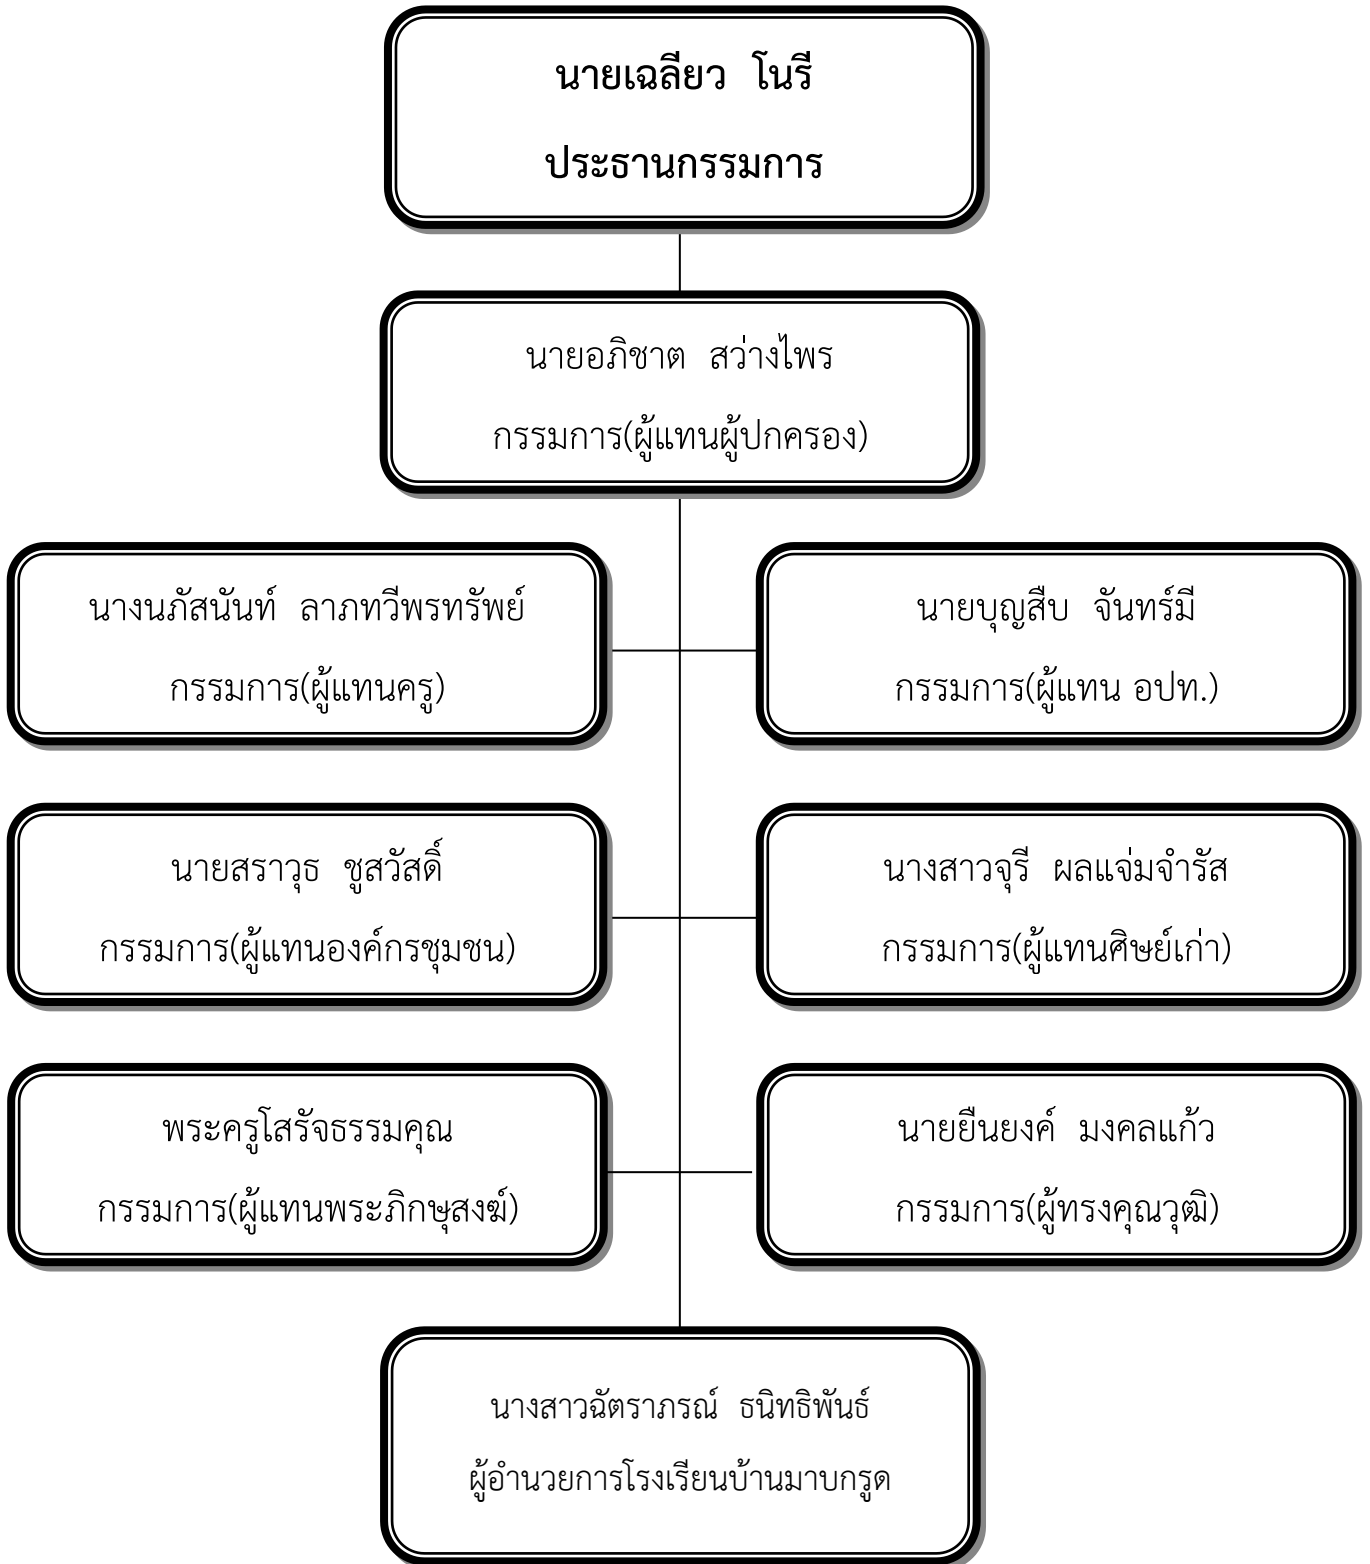 นายเฉลียว โนรี
ประธานกรรมการ
นายอภิชาต สว่างไพร
กรรมการ(ผู้แทนผู้ปกครอง)
นางนภัสนันท์ ลาภทวีพรทรัพย์
กรรมการ(ผู้แทนครู)
นายบุญสืบ จันทร์มี
กรรมการ(ผู้แทน อปท.)
นายสราวุธ ชูสวัสดิ์
กรรมการ(ผู้แทนองค์กรชุมชน)
นางสาวจุรี ผลแจ่มจำรัส
กรรมการ(ผู้แทนศิษย์เก่า)
พระครูโสรัจธรรมคุณ
กรรมการ(ผู้แทนพระภิกษุสงฆ์)
นายยืนยงค์ มงคลแก้ว
กรรมการ(ผู้ทรงคุณวุฒิ)
นางสาวฉัตราภรณ์ ธนิทธิพันธ์
ผู้อำนวยการโรงเรียนบ้านมาบกรูด